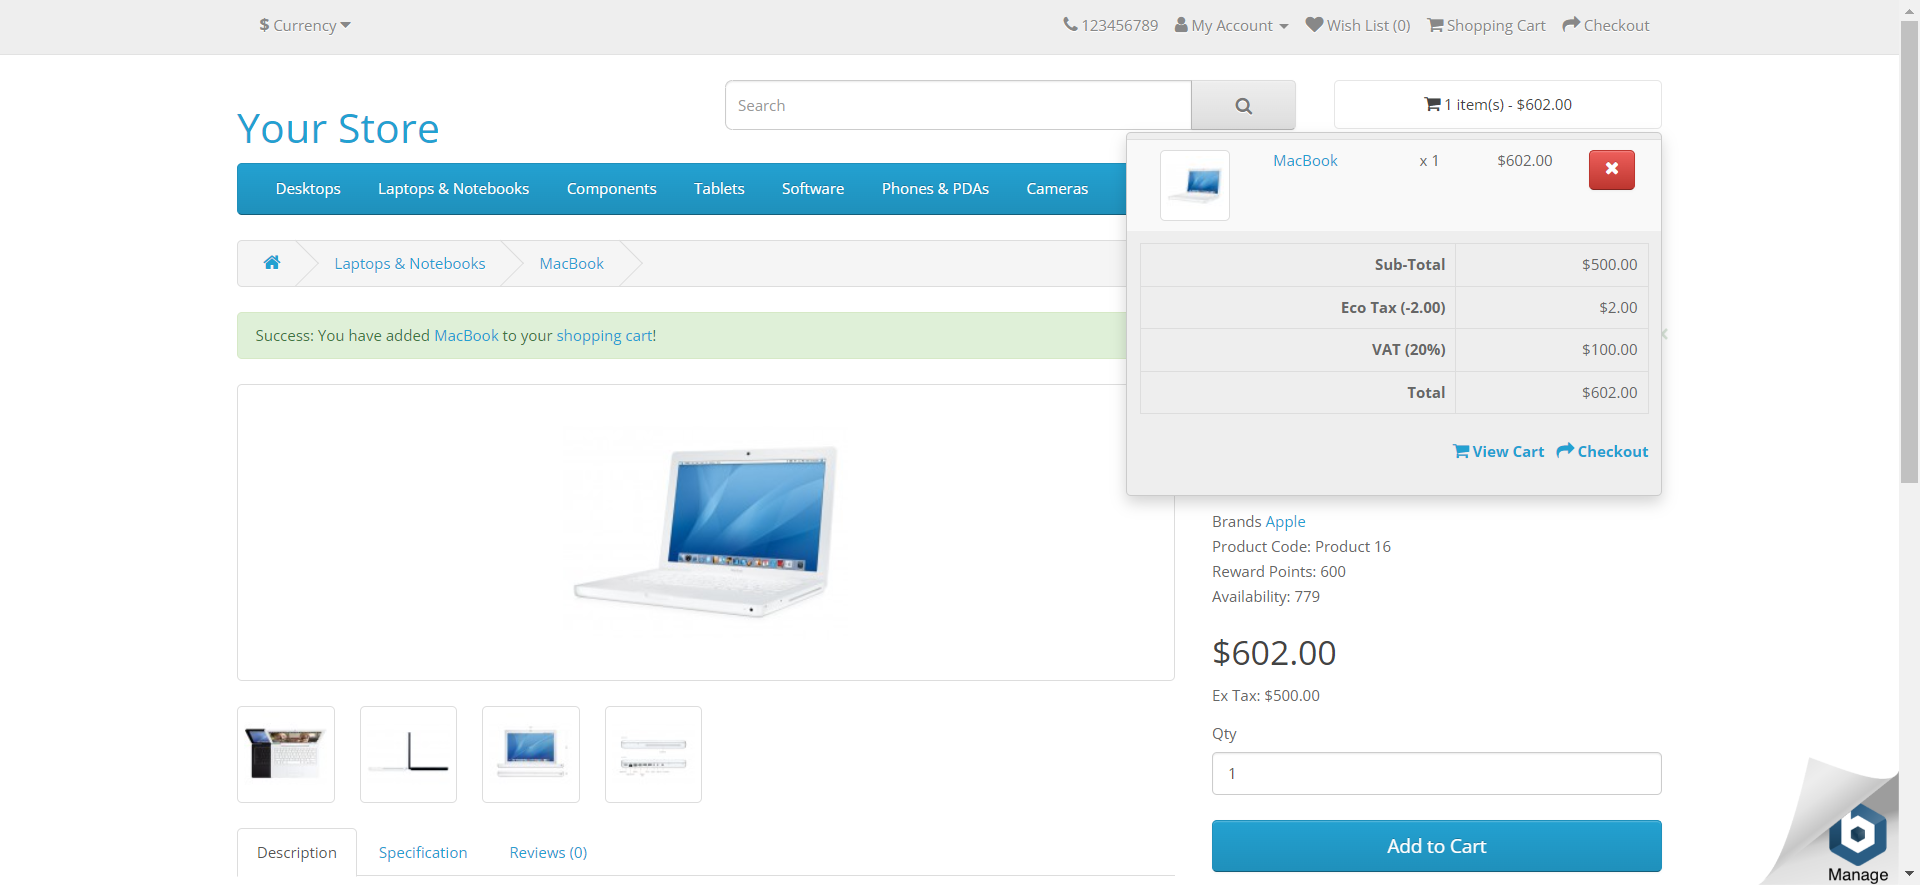 $ Currency
123456789 My Account Wish List (0) Shopping Cart Checkout
Your Store
Search
1 item(s) - $602.00
Desktops Laptops & Notebooks Components Tablets Software Phones & PDAs Cameras
MacBook x 1 $602.00
Laptops & Notebooks MacBook
Sub-Total $500.00
Eco Tax (-2.00) $2.00
VAT (20%) $100.00
Total $602.00
View Cart Checkout
Success: You have added MacBook to your shopping cart!
Brands Apple
Product Code: Product 16
Reward Points: 600
Availability: 779
$602.00
Ex Tax: $500.00
Qty
1
Add to Cart
Description Specification Reviews (0)
b
Manage